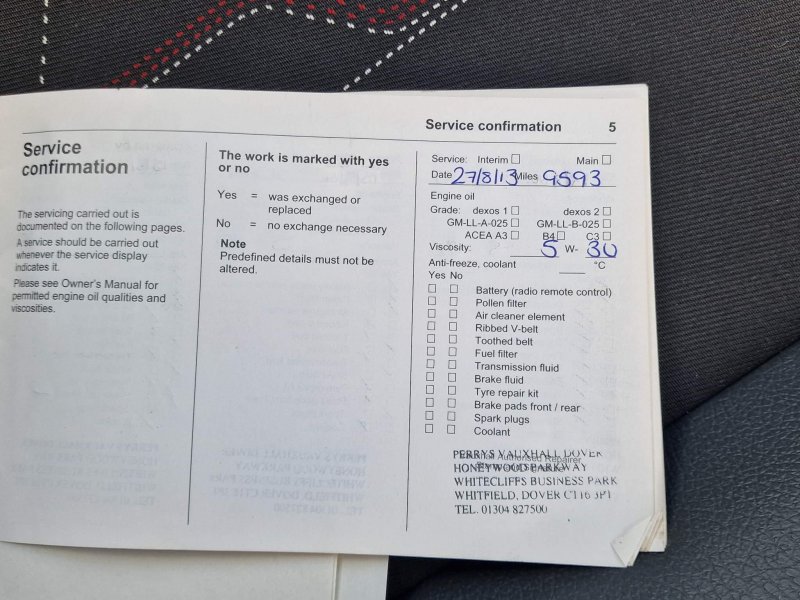 Service confirmation 5
Service
confirmation
The servicing carried out is
documented on the following pages.
A service should be carried out
whenever the service display
indicates it.
Please see Owner's Manual for
permitted engine oil qualities and
viscosities.
The work is marked with yes
or no
Yes = was exchanged or
replaced
No = no exchange necessary
Note
Predefined details must not be
altered.
Service: Interim ☐ Main ☐
Date 27/8/13 Miles 9593
Engine oil
Grade: dexos 1 ☐ dexos 2 ☐
GM-LL-A-025 ☐ GM-LL-B-025 ☐
ACEA A3 ☐ B4 ☐ C3 ☐
Viscosity: 5 W- 30
Anti-freeze, coolant °C
Yes No
☐ ☐ Battery (radio remote control)
☐ ☐ Pollen filter
☐ ☐ Air cleaner element
☐ ☐ Ribbed V-belt
☐ ☐ Toothed belt
☐ ☐ Fuel filter
☐ ☐ Transmission fluid
☐ ☐ Brake fluid
☐ ☐ Tyre repair kit
☐ ☐ Brake pads front / rear
☐ ☐ Spark plugs
☐ ☐ Coolant
PERRYS VAUXHALL DOVER
Authorised Repairer
HONEYWOOD PARKWAY
WHITECLIFFS BUSINESS PARK
WHITFIELD, DOVER CT16 3PT
TEL. 01304 827500